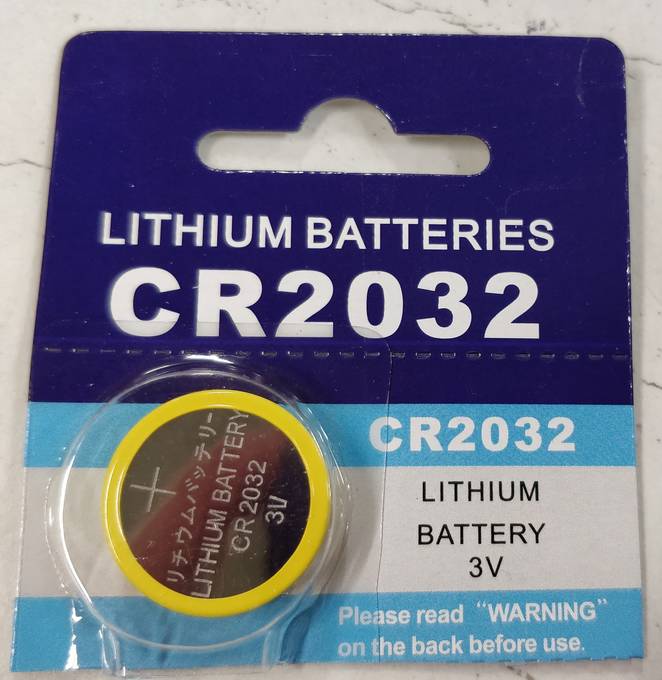 LITHIUM BATTERIES
CR2032
CR2032
LITHIUM
BATTERY
3V
Please read “WARNING”
on the back before use.
+
リチウムバッテリー
LITHIUM BATTERY
CR 2032
3V